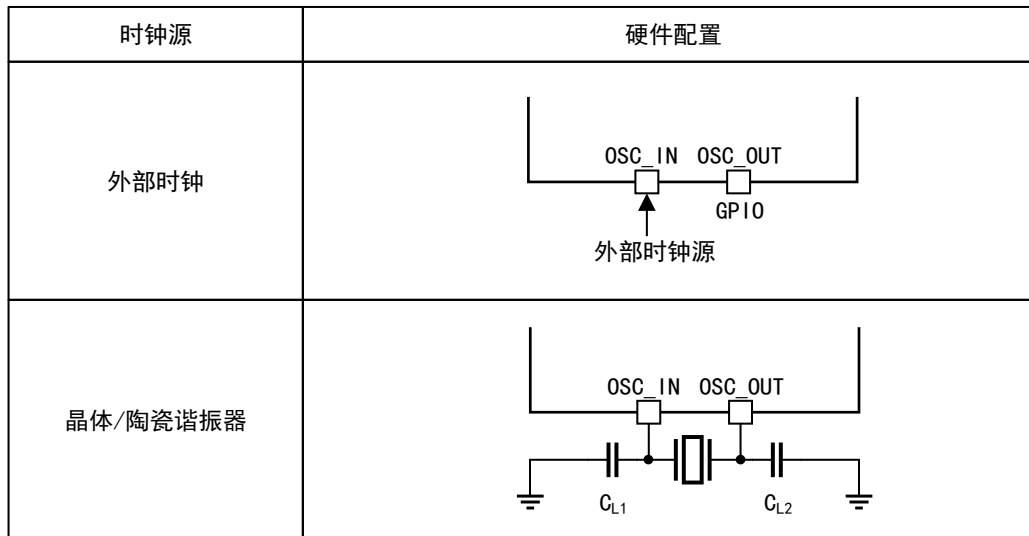 时钟源 硬件配置
外部时钟
OSC_IN OSC_OUT
GPIO
外部时钟源
晶体/陶瓷谐振器
OSC_IN OSC_OUT
CL1 CL2